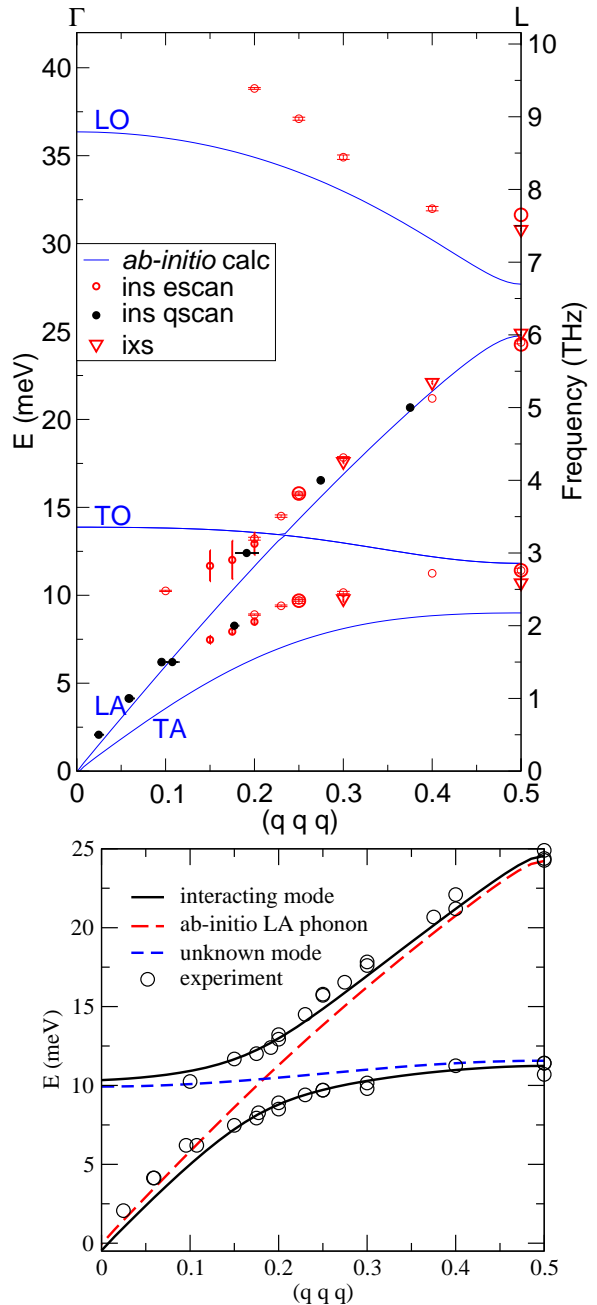 Γ L
40
35
30
25
20
15
10
5
0
E (meV)
10
9
8
7
6
5
4
3
2
1
0
Frequency (THz)
LO
ab-initio calc
ins escan
ins qscan
ixs
TO
LA
TA
0 0.1 0.2 0.3 0.4 0.5
(q q q)
25
20
15
10
5
0
E (meV)
interacting mode
ab-initio LA phonon
unknown mode
experiment
0 0.1 0.2 0.3 0.4 0.5
(q q q)